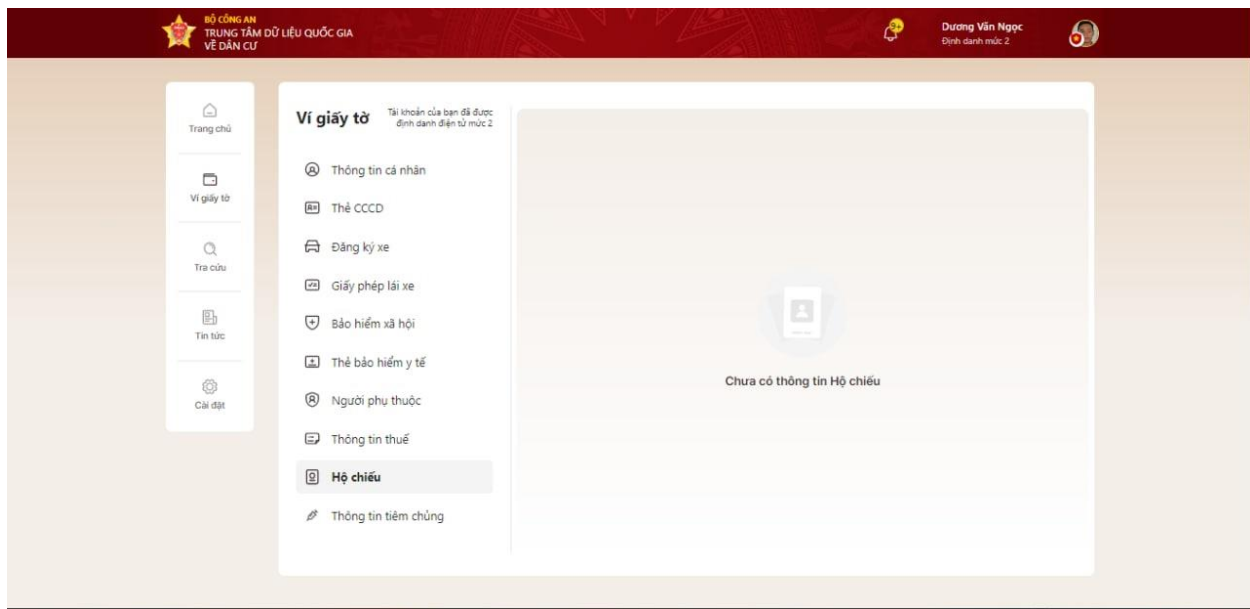 BỘ CÔNG AN
TRUNG TÂM DỮ LIỆU QUỐC GIA
VỀ DÂN CƯ
9+
Dương Văn Ngọc
Định danh mức 2
Trang chủ
Ví giấy tờ
Tra cứu
Tin tức
Cài đặt
Ví giấy tờ
Tài khoản của bạn đã được
định danh điện tử mức 2
Thông tin cá nhân
Thẻ CCCD
Đăng ký xe
Giấy phép lái xe
Bảo hiểm xã hội
Thẻ bảo hiểm y tế
Người phụ thuộc
Thông tin thuế
Hộ chiếu
Thông tin tiêm chủng
Chưa có thông tin Hộ chiếu